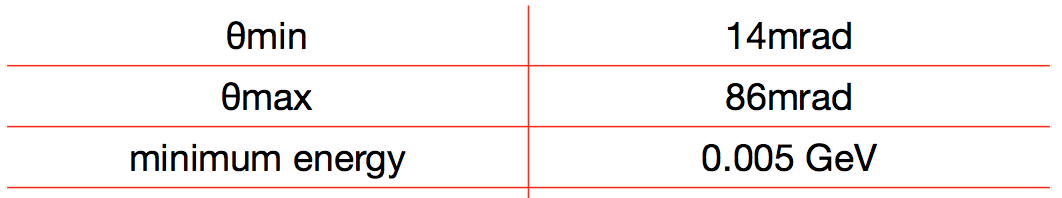 θmin 14mrad
θmax 86mrad
minimum energy 0.005 GeV